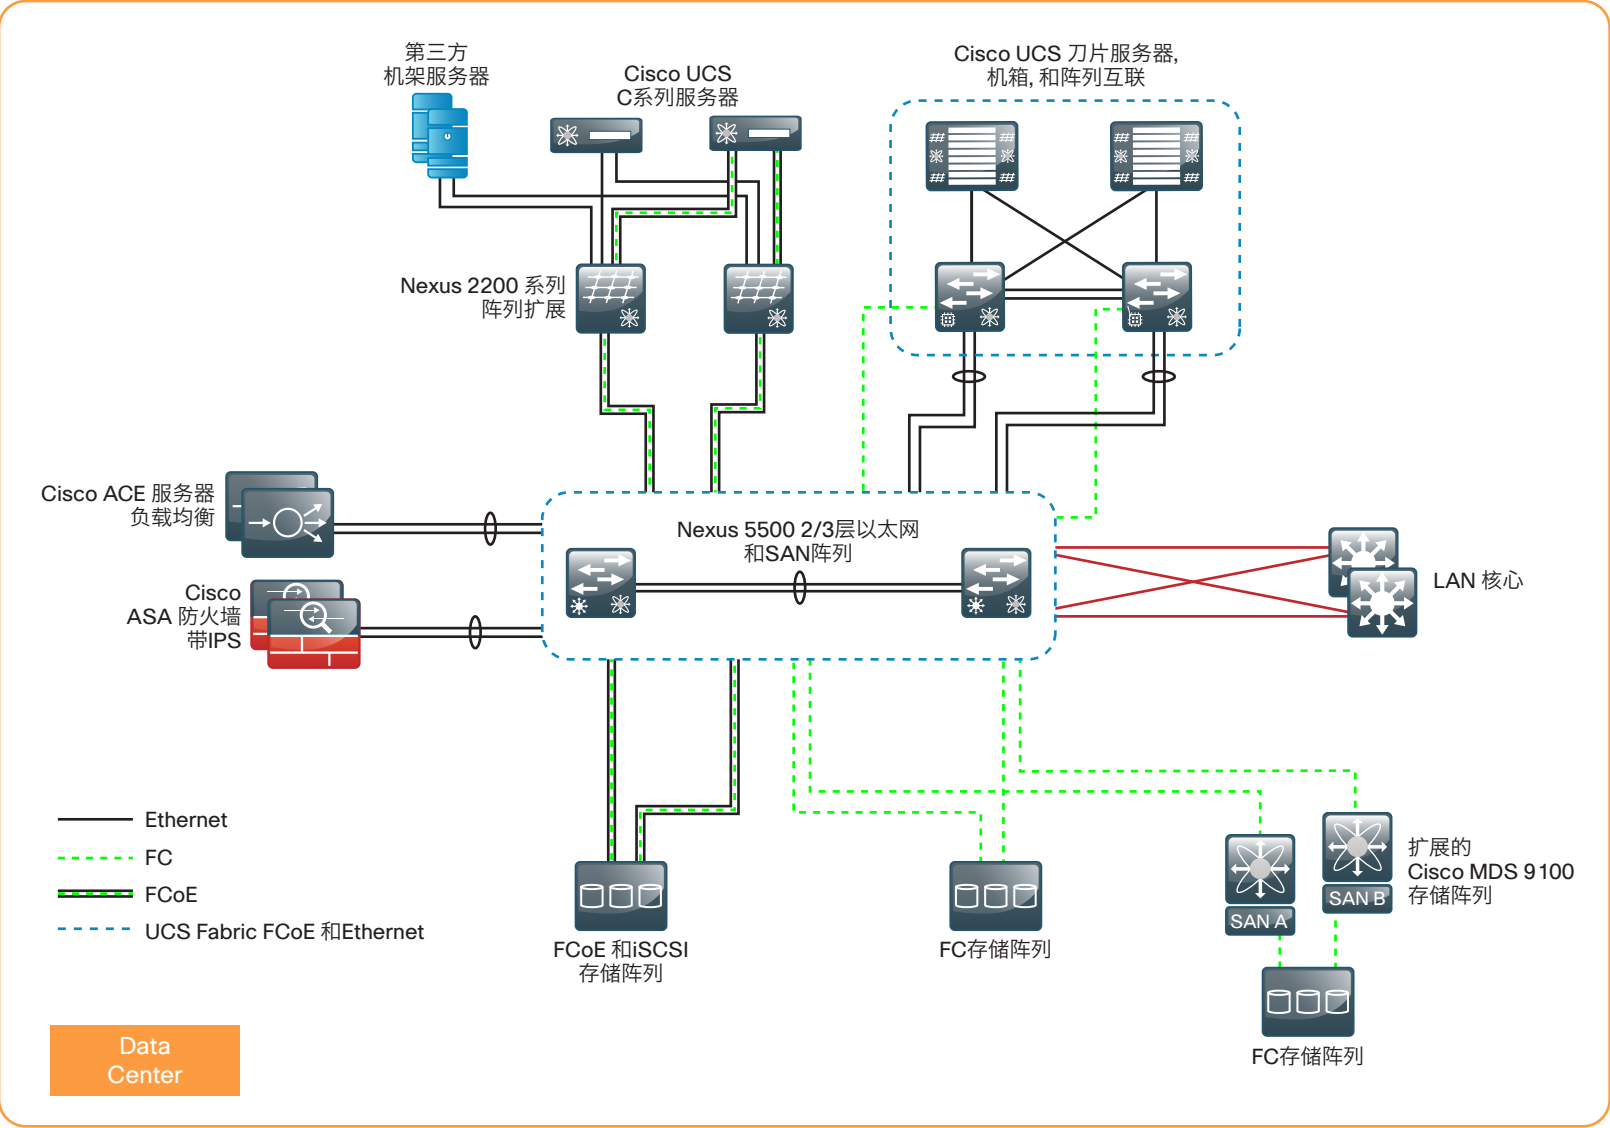 第三方
机架服务器
Cisco UCS
C系列服务器
Cisco UCS 刀片服务器,
机箱, 和阵列互联
Nexus 2200 系列
阵列扩展
Cisco ACE 服务器
负载均衡
Nexus 5500 2/3层以太网
和SAN阵列
Cisco
ASA 防火墙
带IPS
LAN 核心
Ethernet
FC
FCoE
UCS Fabric FCoE 和Ethernet
FCoE 和iSCSI
存储阵列
FC存储阵列
SAN A
SAN B
扩展的
Cisco MDS 9100
存储阵列
FC存储阵列
Data
Center